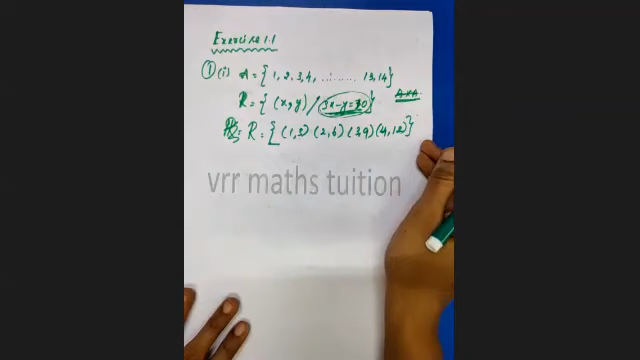 Exercise 1.1
① (i) A = { 1, 2, 3, 4, ......... 13, 14 }
R = { (x, y) / 3x - y = 0 } A x A
R = { (1, 3) (2, 6) (3, 9) (4, 12) }
vrr maths tuition